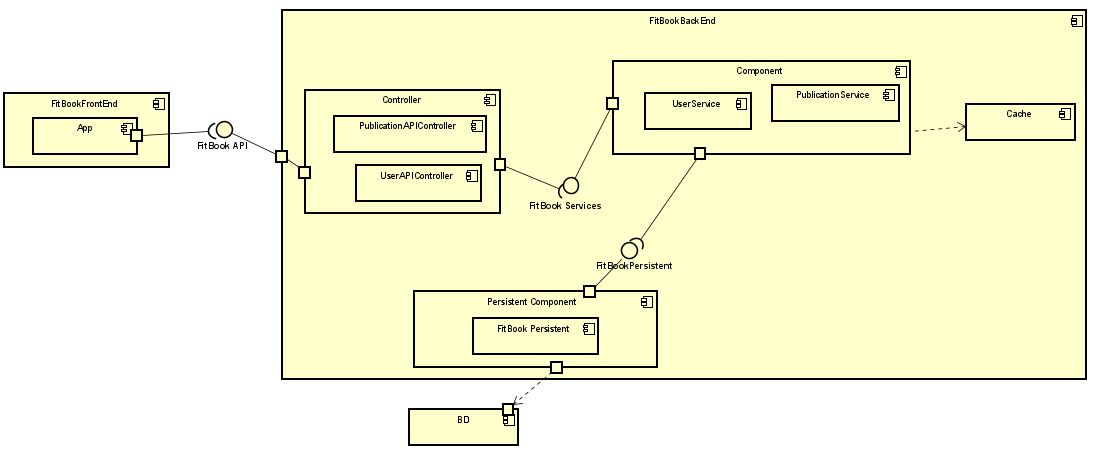 FitBookBackEnd
Component
FitBookFrontEnd
Controller
UserService
PublicationService
App
PublicationAPIController
Cache
FitBook API
UserAPIController
FitBook Services
FitBookPersistent
Persistent Component
FitBook Persistent
BD